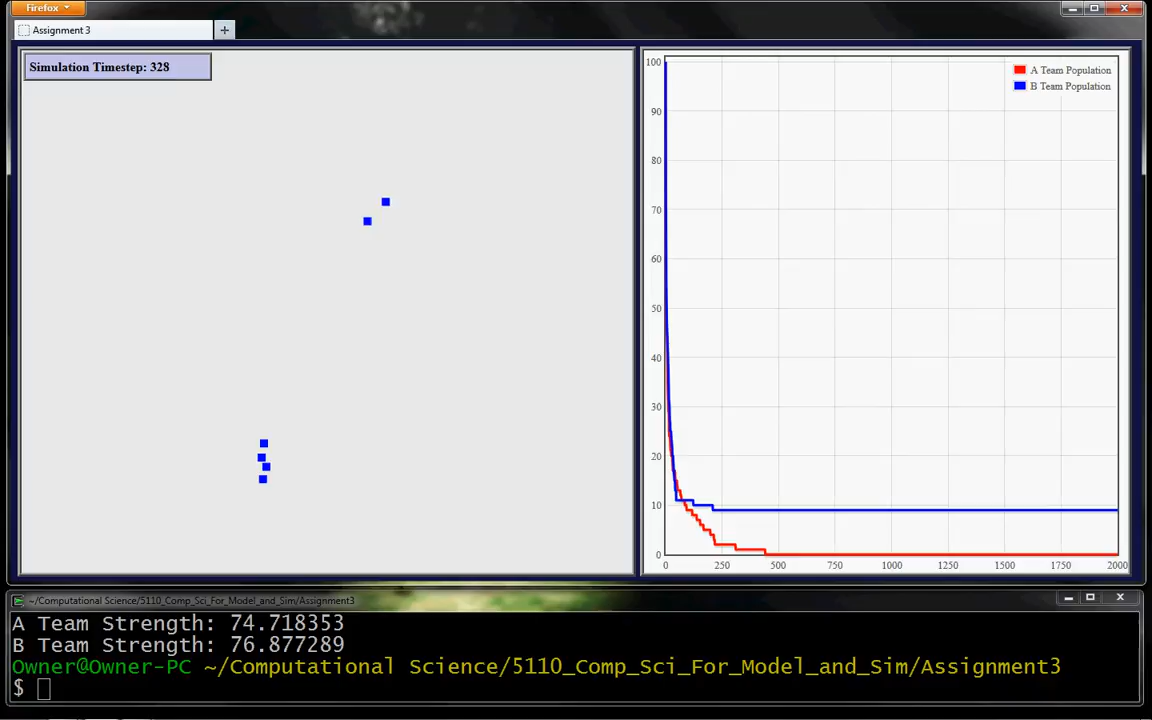 Firefox
Assignment 3
Simulation Timestep: 328
A Team Population
B Team Population
100
90
80
70
60
50
40
30
20
10
0
0 250 500 750 1000 1250 1500 1750 2000
~/Computational Science/5110_Comp_Sci_For_Model_and_Sim/Assignment3
A Team Strength: 74.718353
B Team Strength: 76.877289
Owner@Owner-PC ~/Computational Science/5110_Comp_Sci_For_Model_and_Sim/Assignment3
$